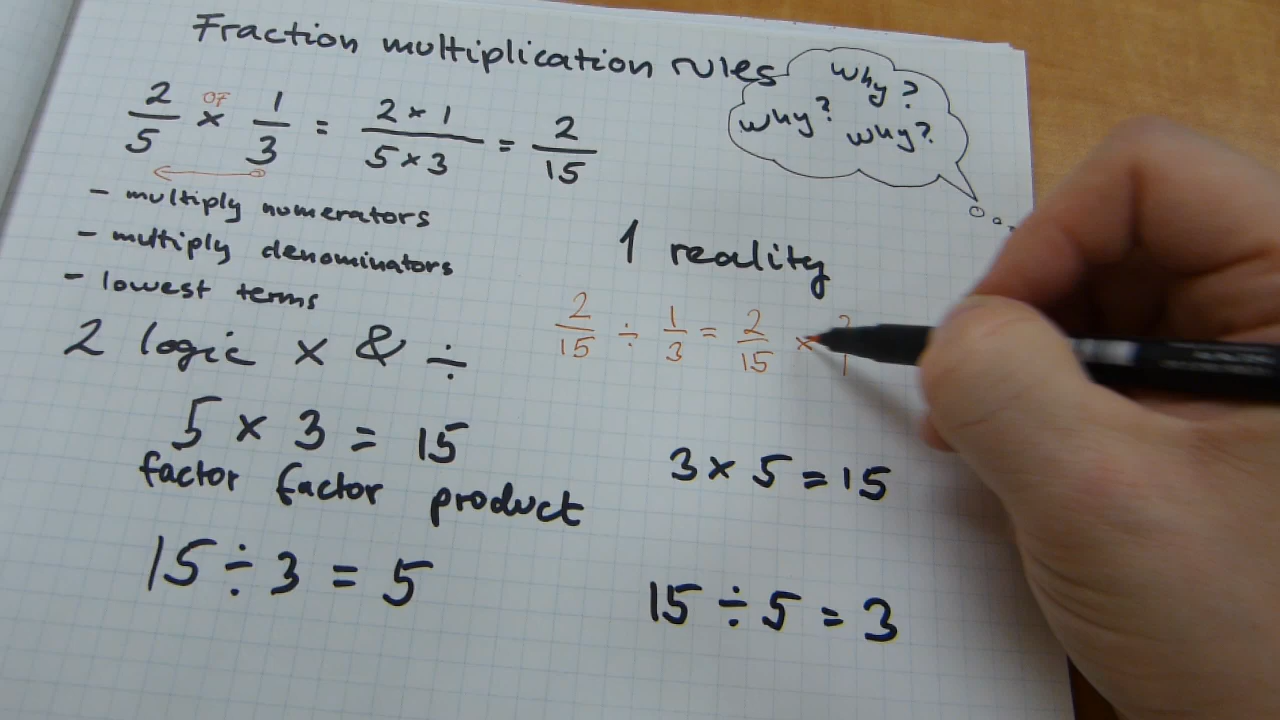 Fraction multiplication rules
why?
why? why?
2/5 × of 1/3 = 2 × 1 / 5 × 3 = 2/15
- multiply numerators
- multiply denominators
- lowest terms
1 reality
2/15 ÷ 1/3 = 2/15 ×
2 logic × & ÷
5 × 3 = 15
factor factor product
3 × 5 = 15
15 ÷ 3 = 5
15 ÷ 5 = 3